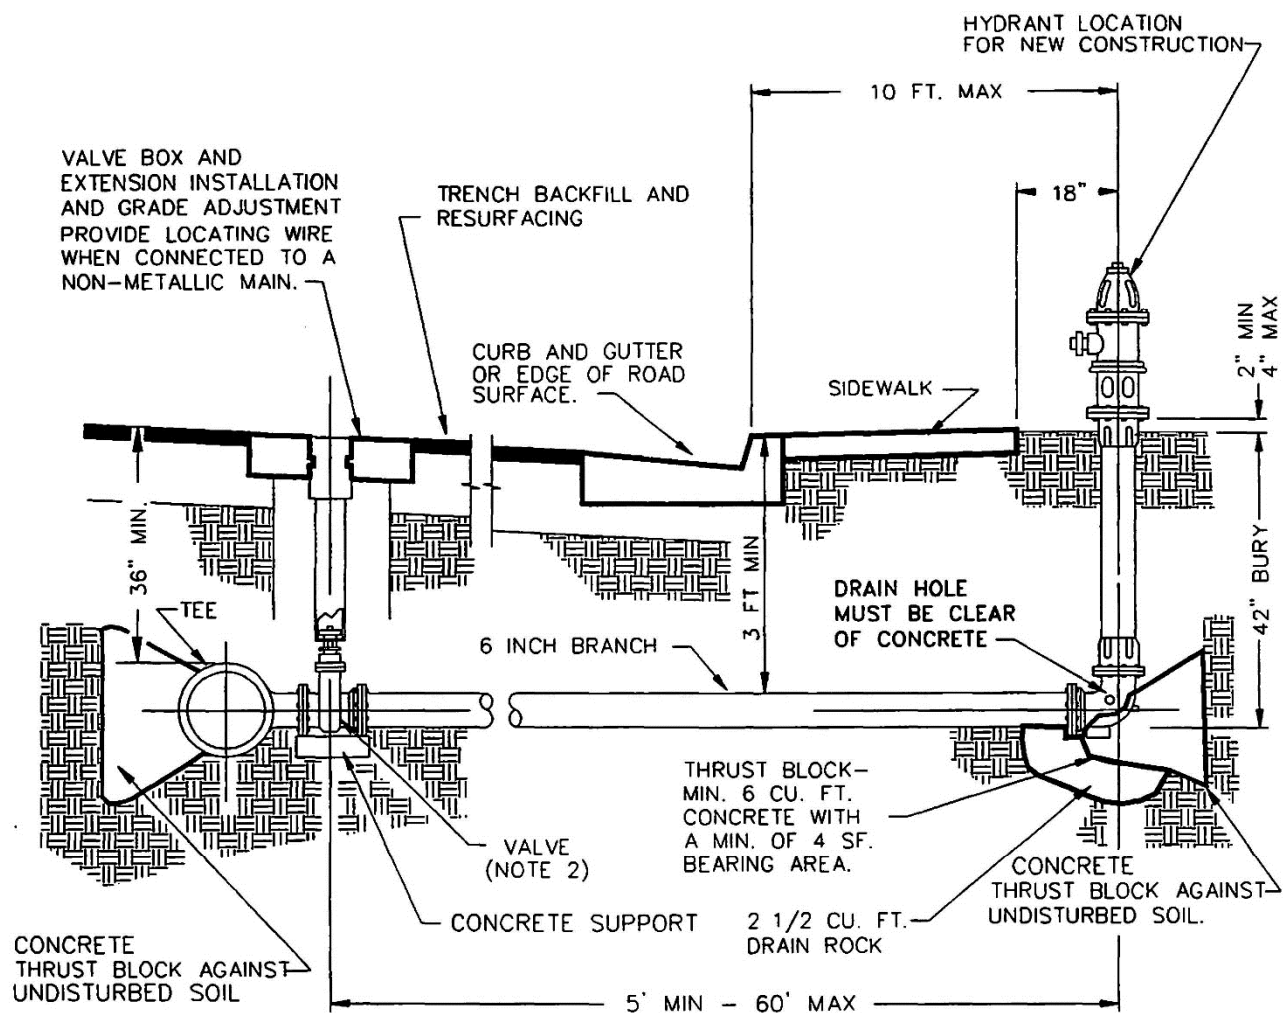 HYDRANT LOCATION
FOR NEW CONSTRUCTION
10 FT. MAX
VALVE BOX AND
EXTENSION INSTALLATION
AND GRADE ADJUSTMENT
PROVIDE LOCATING WIRE
WHEN CONNECTED TO A
NON-METALLIC MAIN.
TRENCH BACKFILL AND
RESURFACING
18"
2" MIN
4" MAX
CURB AND GUTTER
OR EDGE OF ROAD
SURFACE.
SIDEWALK
36" MIN.
TEE
3 FT MIN
DRAIN HOLE
MUST BE CLEAR
OF CONCRETE
42" BURY
6 INCH BRANCH
THRUST BLOCK-
MIN. 6 CU. FT.
CONCRETE WITH
A MIN. OF 4 SF.
BEARING AREA.
VALVE
(NOTE 2)
CONCRETE
THRUST BLOCK AGAINST
UNDISTURBED SOIL.
CONCRETE SUPPORT
2 1/2 CU. FT.
DRAIN ROCK
CONCRETE
THRUST BLOCK AGAINST
UNDISTURBED SOIL
5' MIN - 60' MAX